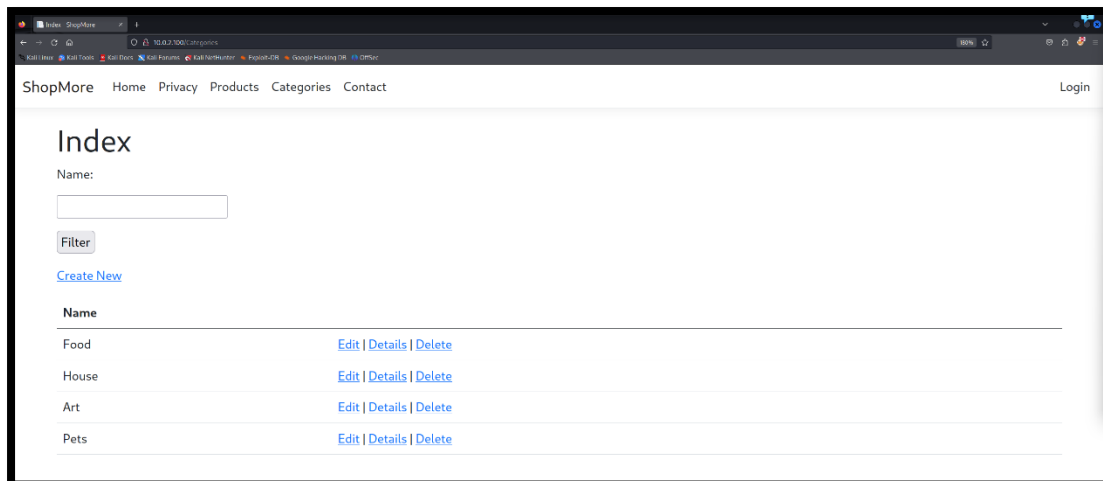 Index ShopMore
10.0.2.100/Categories
180%
Kali Linux Kali Tools Kali Docs Kali Forums Kali NetHunter Exploit-DB Google Hacking DB OffSec
ShopMore Home Privacy Products Categories Contact Login
Index
Name:
Filter
Create New
Name
Food Edit | Details | Delete
House Edit | Details | Delete
Art Edit | Details | Delete
Pets Edit | Details | Delete